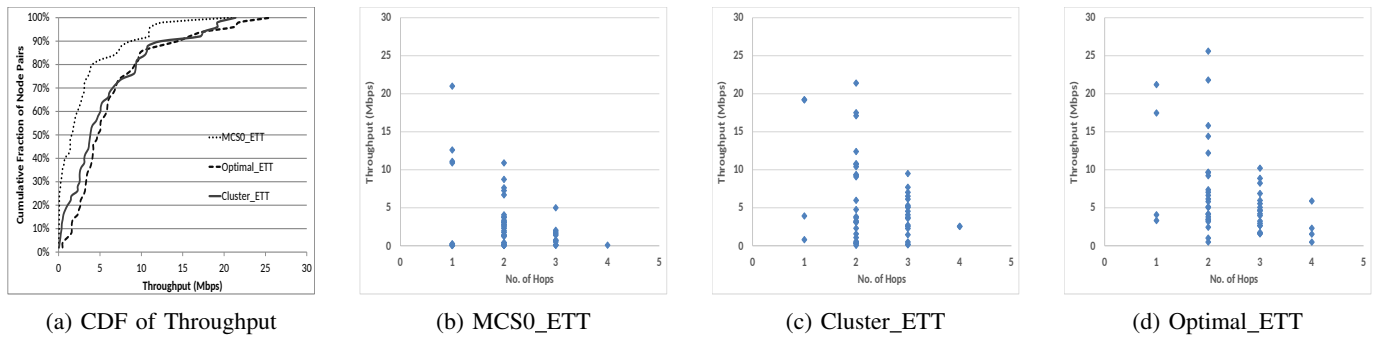 Cumulative Fraction of Node Pairs
100%
90%
80%
70%
60%
50%
40%
30%
20%
10%
0%
MCS0_ETT
Optimal_ETT
Cluster_ETT
0 5 10 15 20 25 30
Throughput (Mbps)
(a) CDF of Throughput
Throughput (Mbps)
30
25
20
15
10
5
0
0 1 2 3 4 5
No. of Hops
(b) MCS0_ETT
Throughput (Mbps)
30
25
20
15
10
5
0
0 1 2 3 4 5
No. of Hops
(c) Cluster_ETT
Throughput (Mbps)
30
25
20
15
10
5
0
0 1 2 3 4 5
No. of Hops
(d) Optimal_ETT